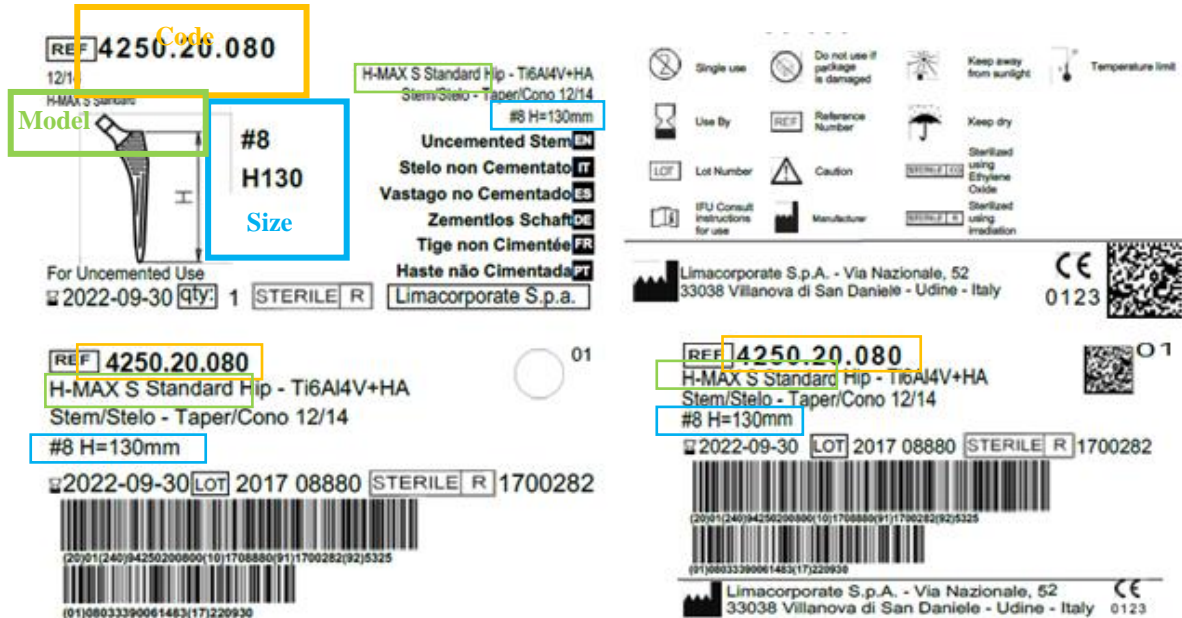 Code
REF 4250.20.080
12/14
H-MAX S Standard
Model
#8
H130
Size
H
For Uncemented Use
2022-09-30 qty: 1 STERILE R Limacorporate S.p.a.
H-MAX S Standard Hip - Ti6Al4V+HA
Stem/Stelo - Taper/Cono 12/14
#8 H=130mm
Uncemented Stem EN
Stelo non Cementato IT
Vastago no Cementado ES
Zementlos Schaft DE
Tige non Cimentée FR
Haste não Cimentada PT
Single use
Do not use if package is damaged
Keep away from sunlight
Temperature limit
Use By
REF Reference Number
Keep dry
LOT Lot Number
Caution
STERILE EO Sterilized using Ethylene Oxide
IFU Consult instructions for use
Manufacturer
STERILE R Sterilized using irradiation
Limacorporate S.p.A. - Via Nazionale, 52
33038 Villanova di San Daniele - Udine - Italy
CE
0123
REF 4250.20.080
01
H-MAX S Standard Hip - Ti6Al4V+HA
Stem/Stelo - Taper/Cono 12/14
#8 H=130mm
2022-09-30 LOT 2017 08880 STERILE R 1700282
(20)01(240)94250200800(10)1708880(91)1700282(92)5325
(01)08033390061483(17)220930
REF 4250.20.080
01
H-MAX S Standard Hip - Ti6Al4V+HA
Stem/Stelo - Taper/Cono 12/14
#8 H=130mm
2022-09-30 LOT 2017 08880 STERILE R 1700282
(20)01(240)94250200800(10)1708880(91)1700282(92)5325
(01)08033390061483(17)220930
Limacorporate S.p.A. - Via Nazionale, 52
33038 Villanova di San Daniele - Udine - Italy
CE
0123